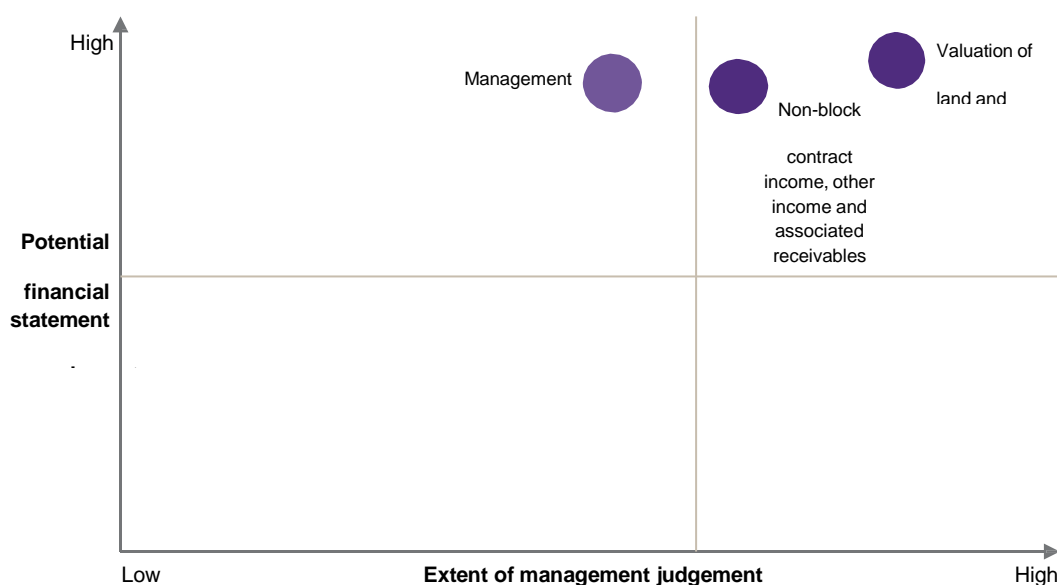 High
Management
Valuation of
land and
Non-block
contract
income, other
income and
associated
receivables
Potential
financial
statement
Low
Extent of management judgement
High